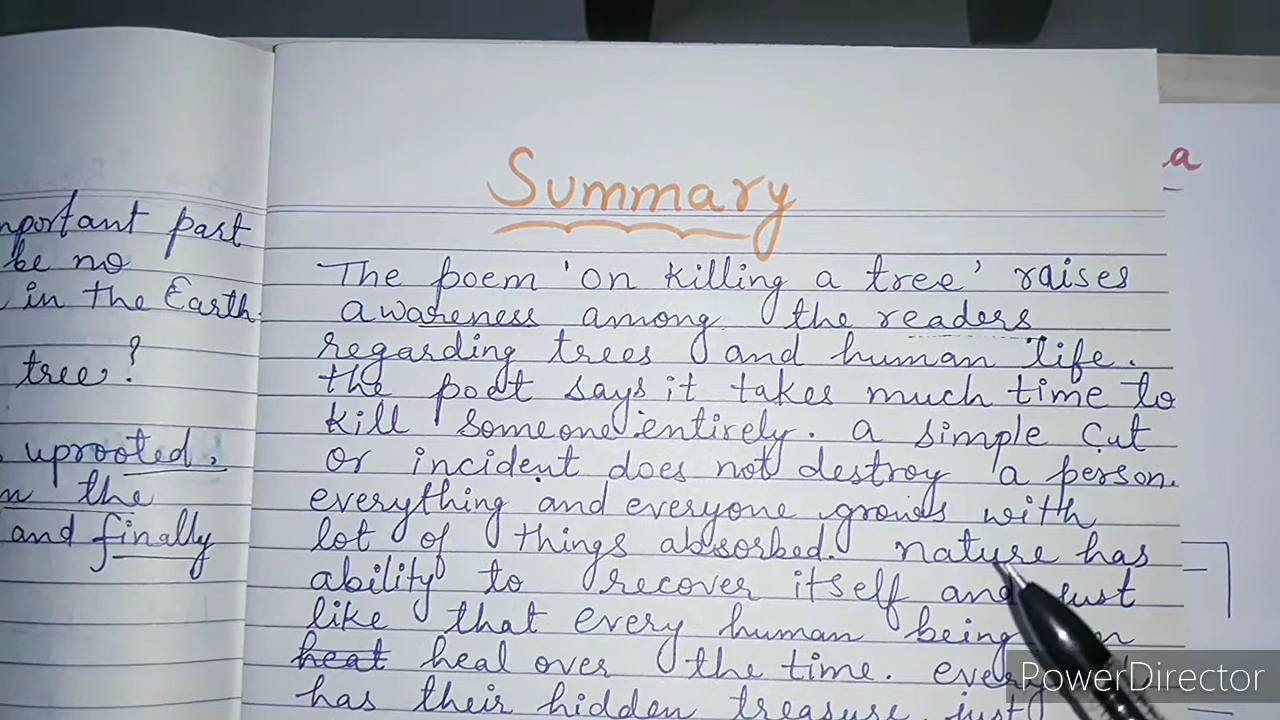 Summary
The poem 'on killing a tree' raises
awareness among the readers
regarding trees and human life.
the poet says it takes much time to
kill someone entirely. a simple cut
or incident does not destroy a person.
everything and everyone grows with
lot of things absorbed. nature has
ability to recover itself and just
like that every human being
heat heal over the time.
has their hidden treasure just
part
be no
in the Earth.
tree?
uprooted,
the
and finally
a
PowerDirector